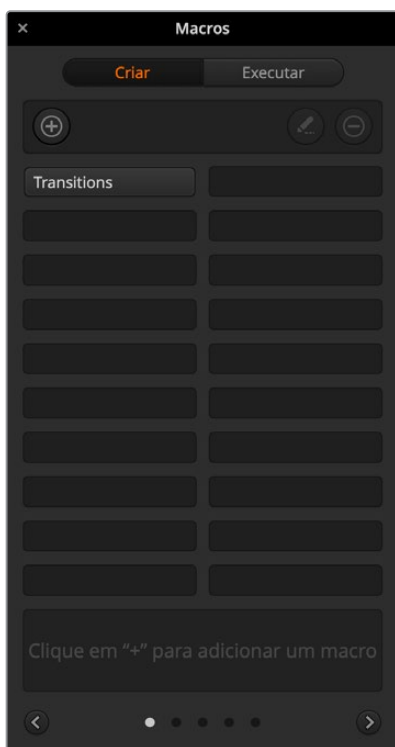 Macros
Criar Executar
Transitions
Clique em “+” para adicionar um macro